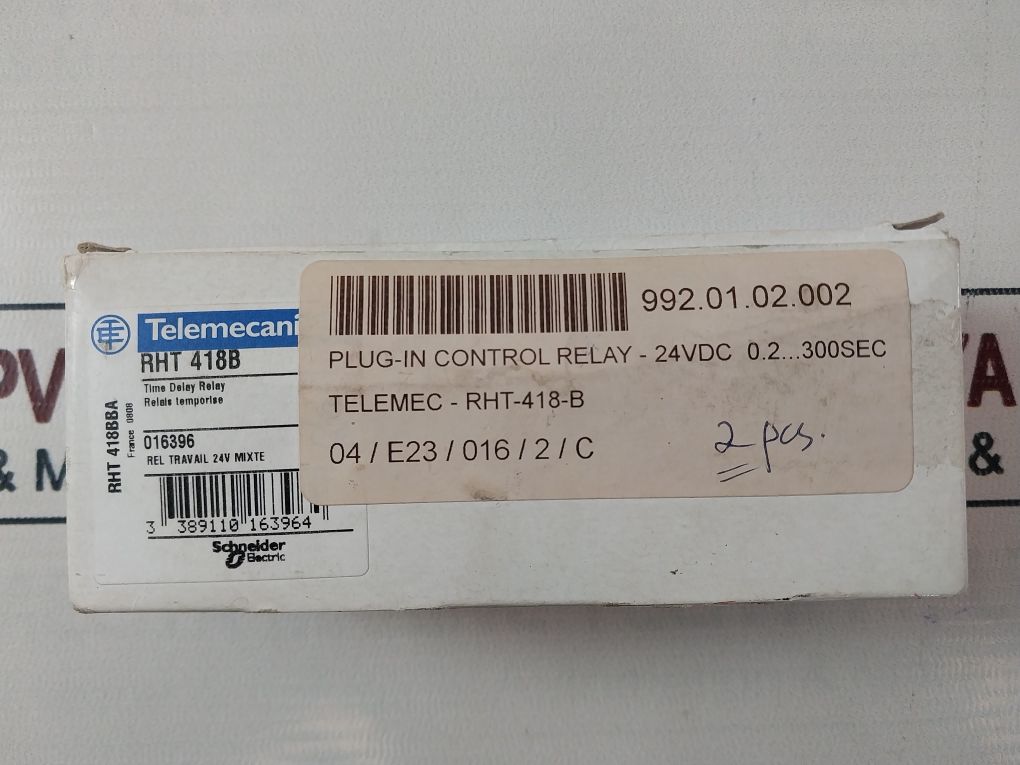 Telemecani
RHT 418B
Time Delay Relay
Relais temporise
RHT 418BBA
France 0808
016396
REL TRAVAIL 24V MIXTE
3 389110 163964
Schneider
Electric
992.01.02.002
PLUG-IN CONTROL RELAY - 24VDC 0.2...300SEC
TELEMEC - RHT-418-B
04 / E23 / 016 / 2 / C
2 pcs.
PV
& M
YA
&